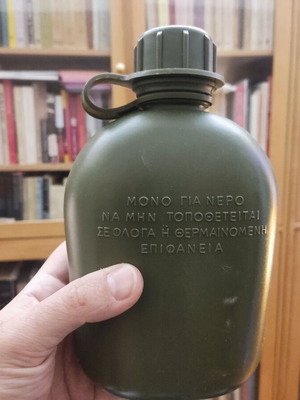 ΜΟΝΟ ΓΙΑ ΝΕΡΟ
ΝΑ ΜΗΝ ΤΟΠΟΘΕΤΕΙΤΑΙ
ΣΕ ΦΛΟΓΑ Ή ΘΕΡΜΑΙΝΟΜΕΝΗ
ΕΠΙΦΑΝΕΙΑ